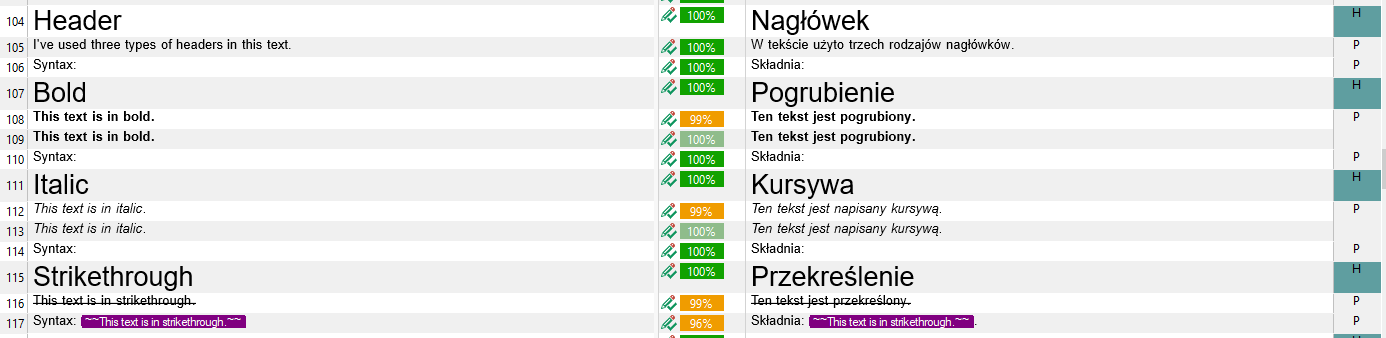 104 Header 100% Nagłówek H
105 I've used three types of headers in this text. 100% W tekście użyto trzech rodzajów nagłówków. P
106 Syntax: 100% Składnia: P
107 Bold 100% Pogrubienie H
108 This text is in bold. 99% Ten tekst jest pogrubiony. P
109 This text is in bold. 100% Ten tekst jest pogrubiony.
110 Syntax: 100% Składnia: P
111 Italic 100% Kursywa H
112 This text is in italic. 99% Ten tekst jest napisany kursywą. P
113 This text is in italic. 100% Ten tekst jest napisany kursywą.
114 Syntax: 100% Składnia: P
115 Strikethrough 100% Przekreślenie H
116 This text is in strikethrough. 99% Ten tekst jest przekreślony. P
117 Syntax: ~~This text is in strikethrough.~~ 96% Składnia: ~~This text is in strikethrough.~~. P